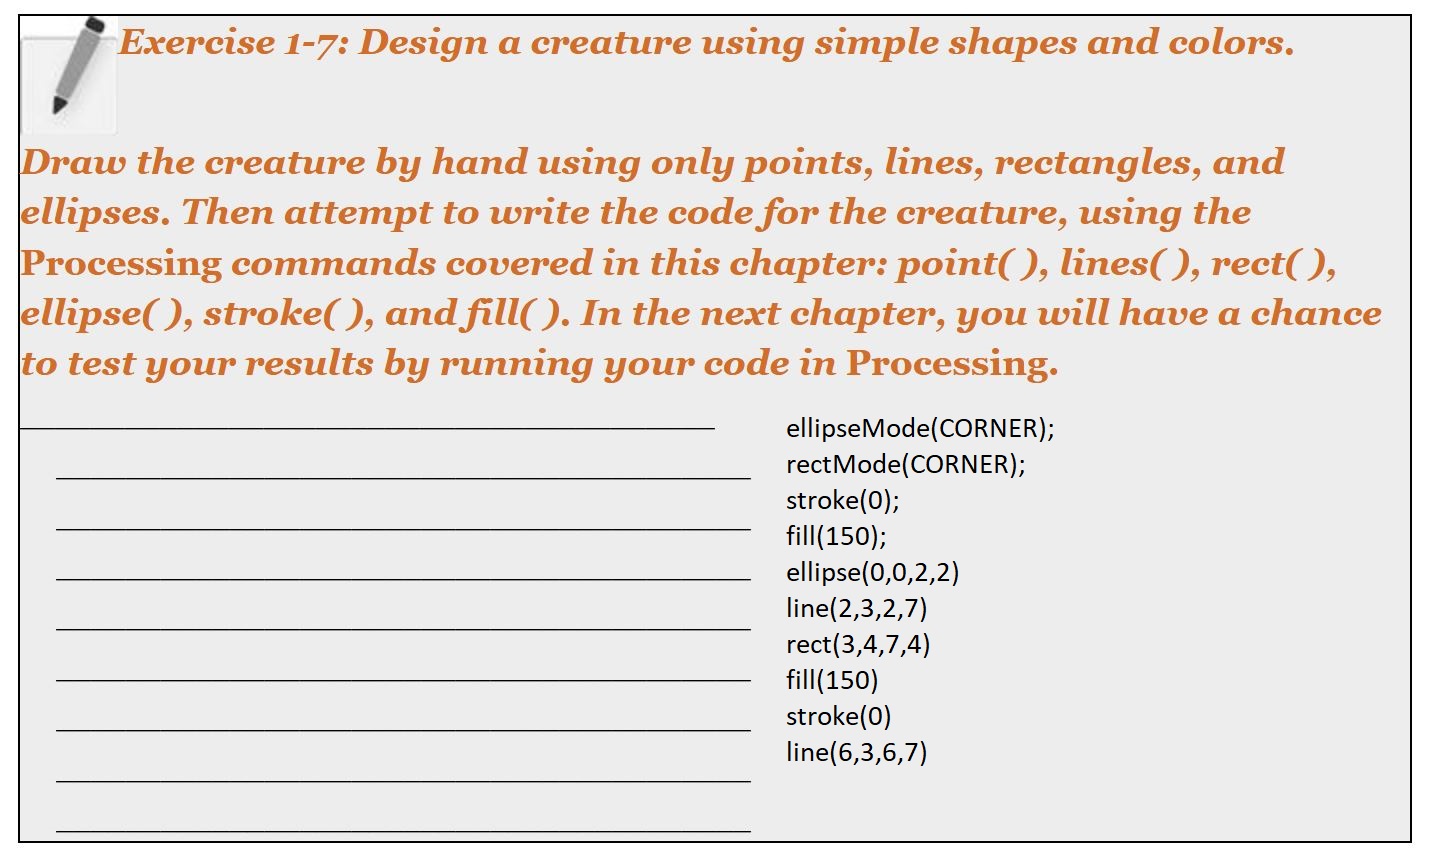 Exercise 1-7: Design a creature using simple shapes and colors.
Draw the creature by hand using only points, lines, rectangles, and
ellipses. Then attempt to write the code for the creature, using the
Processing commands covered in this chapter: point( ), lines( ), rect( ),
ellipse( ), stroke( ), and fill( ). In the next chapter, you will have a chance
to test your results by running your code in Processing.
ellipseMode(CORNER);
rectMode(CORNER);
stroke(0);
fill(150);
ellipse(0,0,2,2)
line(2,3,2,7)
rect(3,4,7,4)
fill(150)
stroke(0)
line(6,3,6,7)